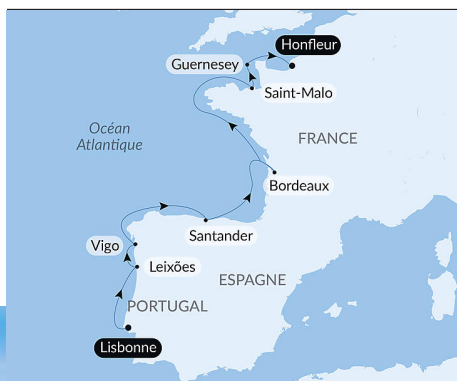 Honfleur
Guernesey
Saint-Malo
Océan
Atlantique
FRANCE
Bordeaux
Santander
Vigo
Leixões
ESPAGNE
PORTUGAL
Lisbonne